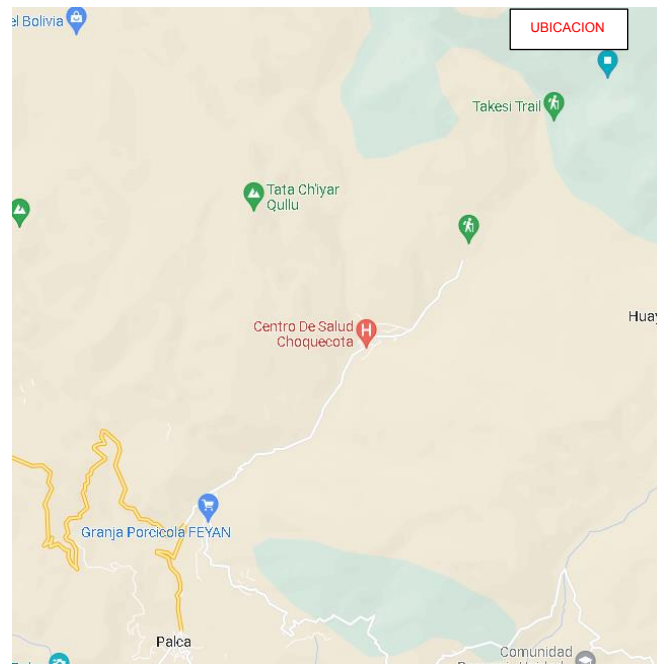 el Bolivia
UBICACION
Takesi Trail
Tata Ch'iyar
Qullu
Huay
Centro De Salud
Choquecota
H
Granja Porcicola FEYAN
Palca
Comunidad